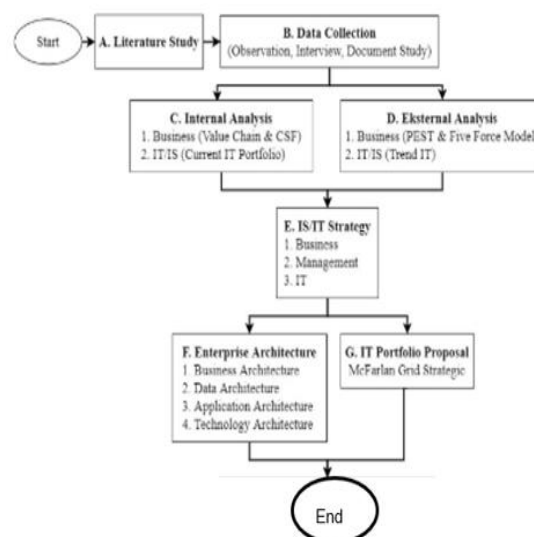 Start
A. Literature Study
B. Data Collection
(Observation, Interview, Document Study)
C. Internal Analysis
1. Business (Value Chain & CSF)
2. IT/IS (Current IT Portfolio)
D. Eksternal Analysis
1. Business (PEST & Five Force Model)
2. IT/IS (Trend IT)
E. IS/IT Strategy
1. Business
2. Management
3. IT
F. Enterprise Architecture
1. Business Architecture
2. Data Architecture
3. Application Architecture
4. Technology Architecture
G. IT Portfolio Proposal
McFarlan Grid Strategic
End